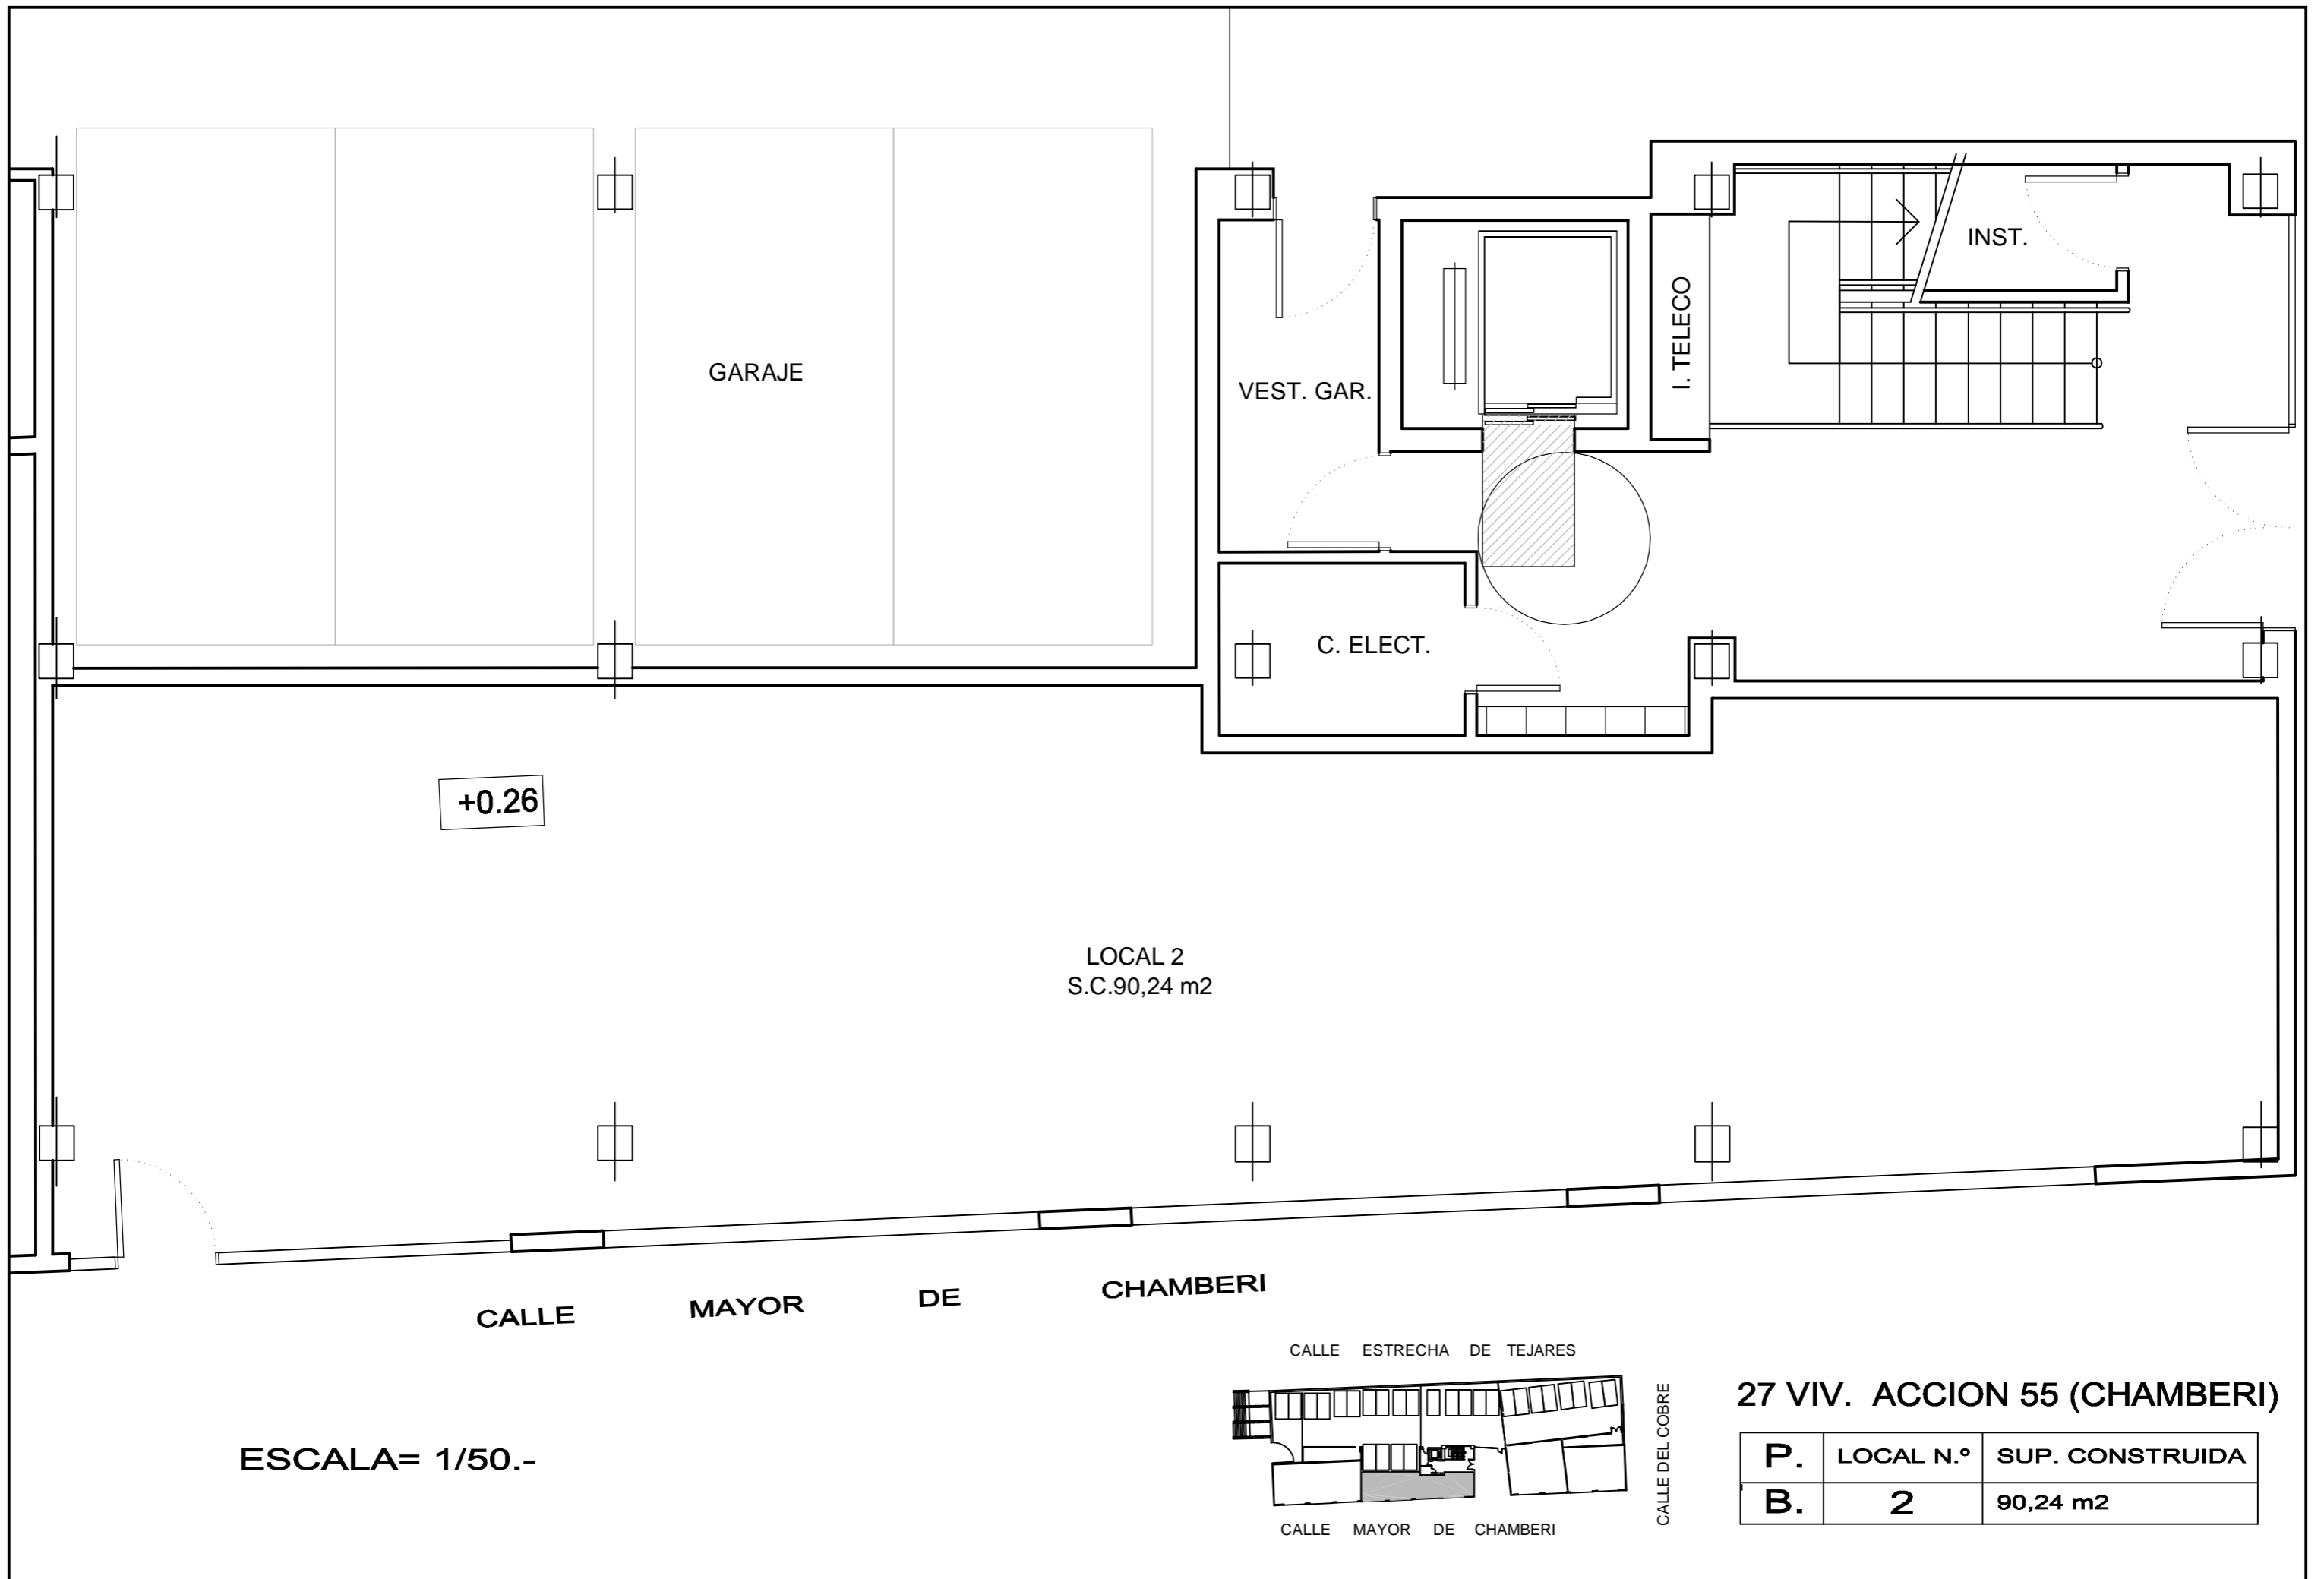 INST.
I. TELECO
GARAJE
VEST. GAR.
C. ELECT.
+0.26
LOCAL 2
S.C.90,24 m2
CALLE MAYOR DE CHAMBERI
CALLE ESTRECHA DE TEJARES
CALLE DEL COBRE
CALLE MAYOR DE CHAMBERI
ESCALA= 1/50.-
27 VIV. ACCION 55 (CHAMBERI)
P. LOCAL N.º SUP. CONSTRUIDA
B. 2 90,24 m2